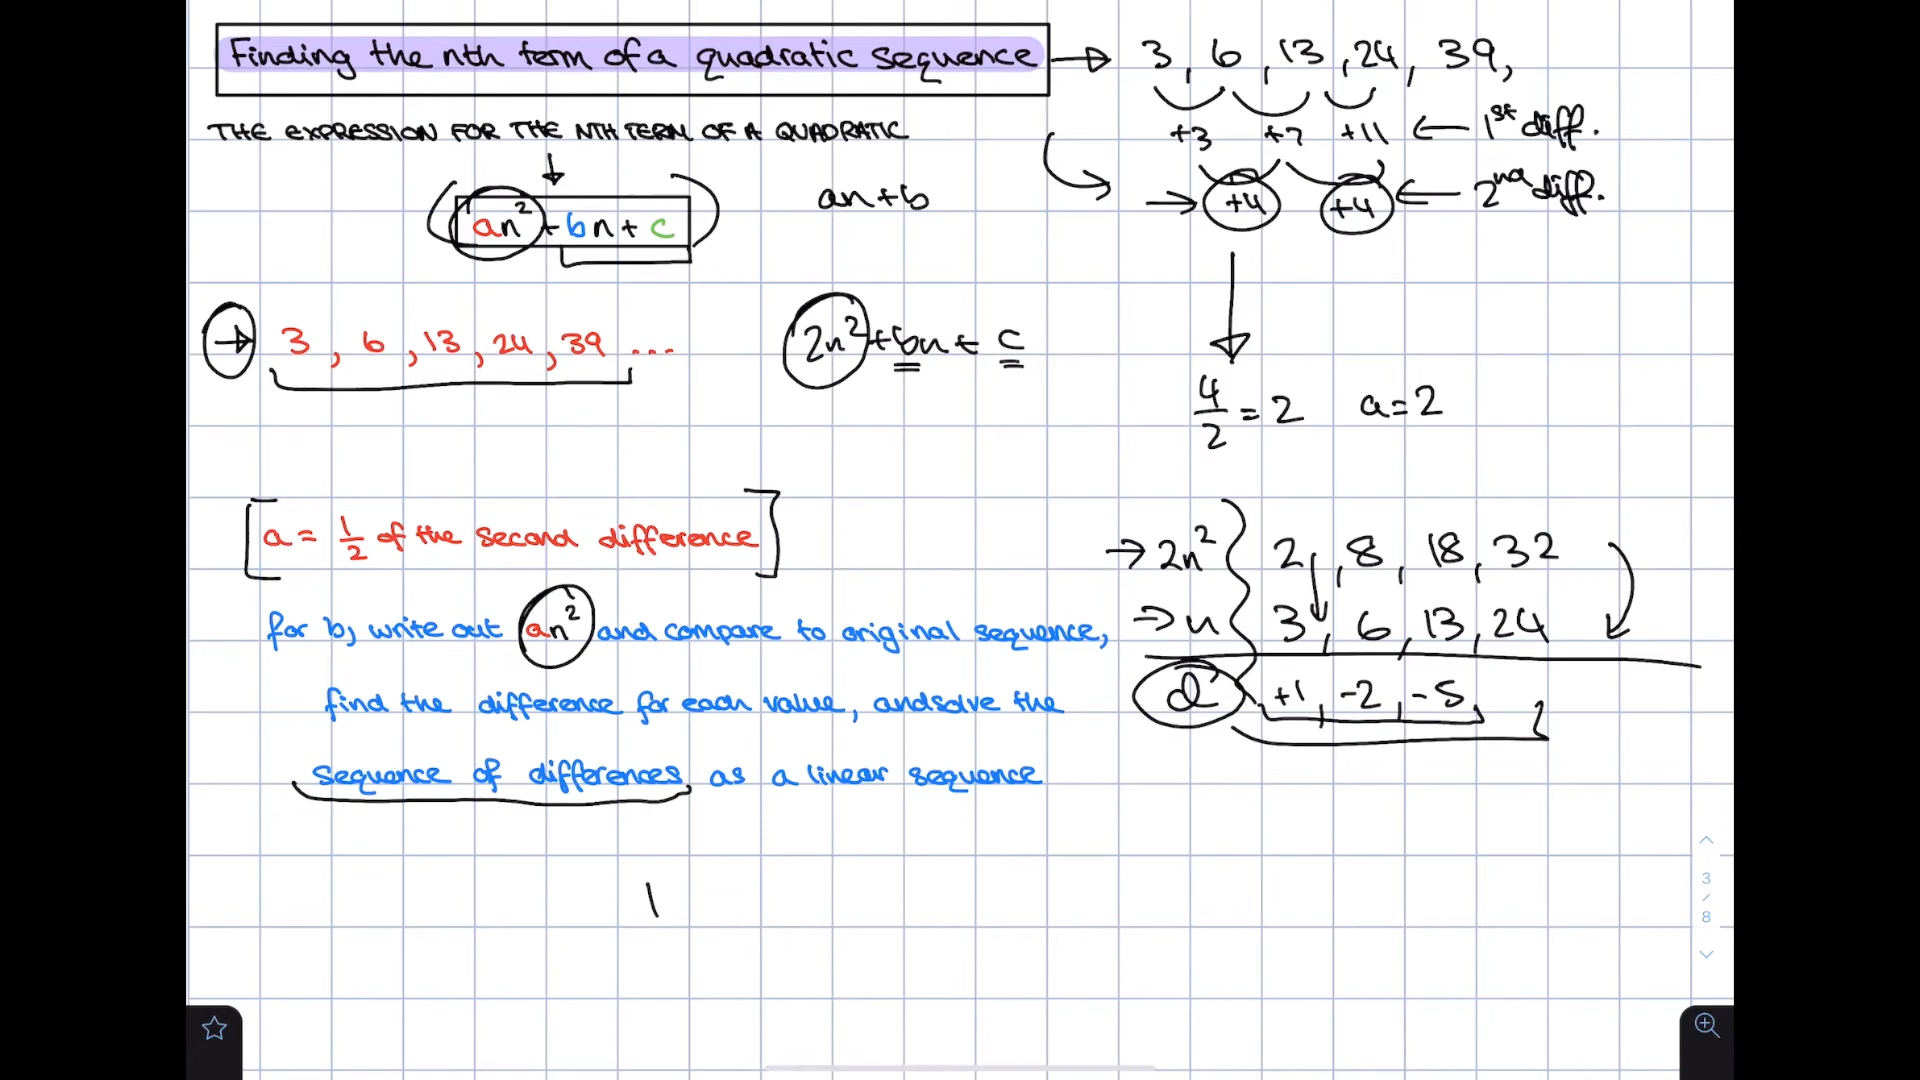 Finding the nth term of a quadratic sequence → 3, 6, 13, 24, 39,
THE EXPRESSION FOR THE NTH TERM OF A QUADRATIC
+3 +7 +11 ← 1st diff.
an² + bn + c
an+b
→ +4 +4 ← 2nd diff.
→ 3, 6, 13, 24, 39 ...
2n² + bn + c
4/2 = 2 a=2
a = 1/2 of the second difference
for b, write out an² and compare to original sequence,
find the difference for each value, and solve the
sequence of differences as a linear sequence
→ 2n² 2, 8, 18, 32
→ n 3, 6, 13, 24
d +1, -2, -5
3
/
8